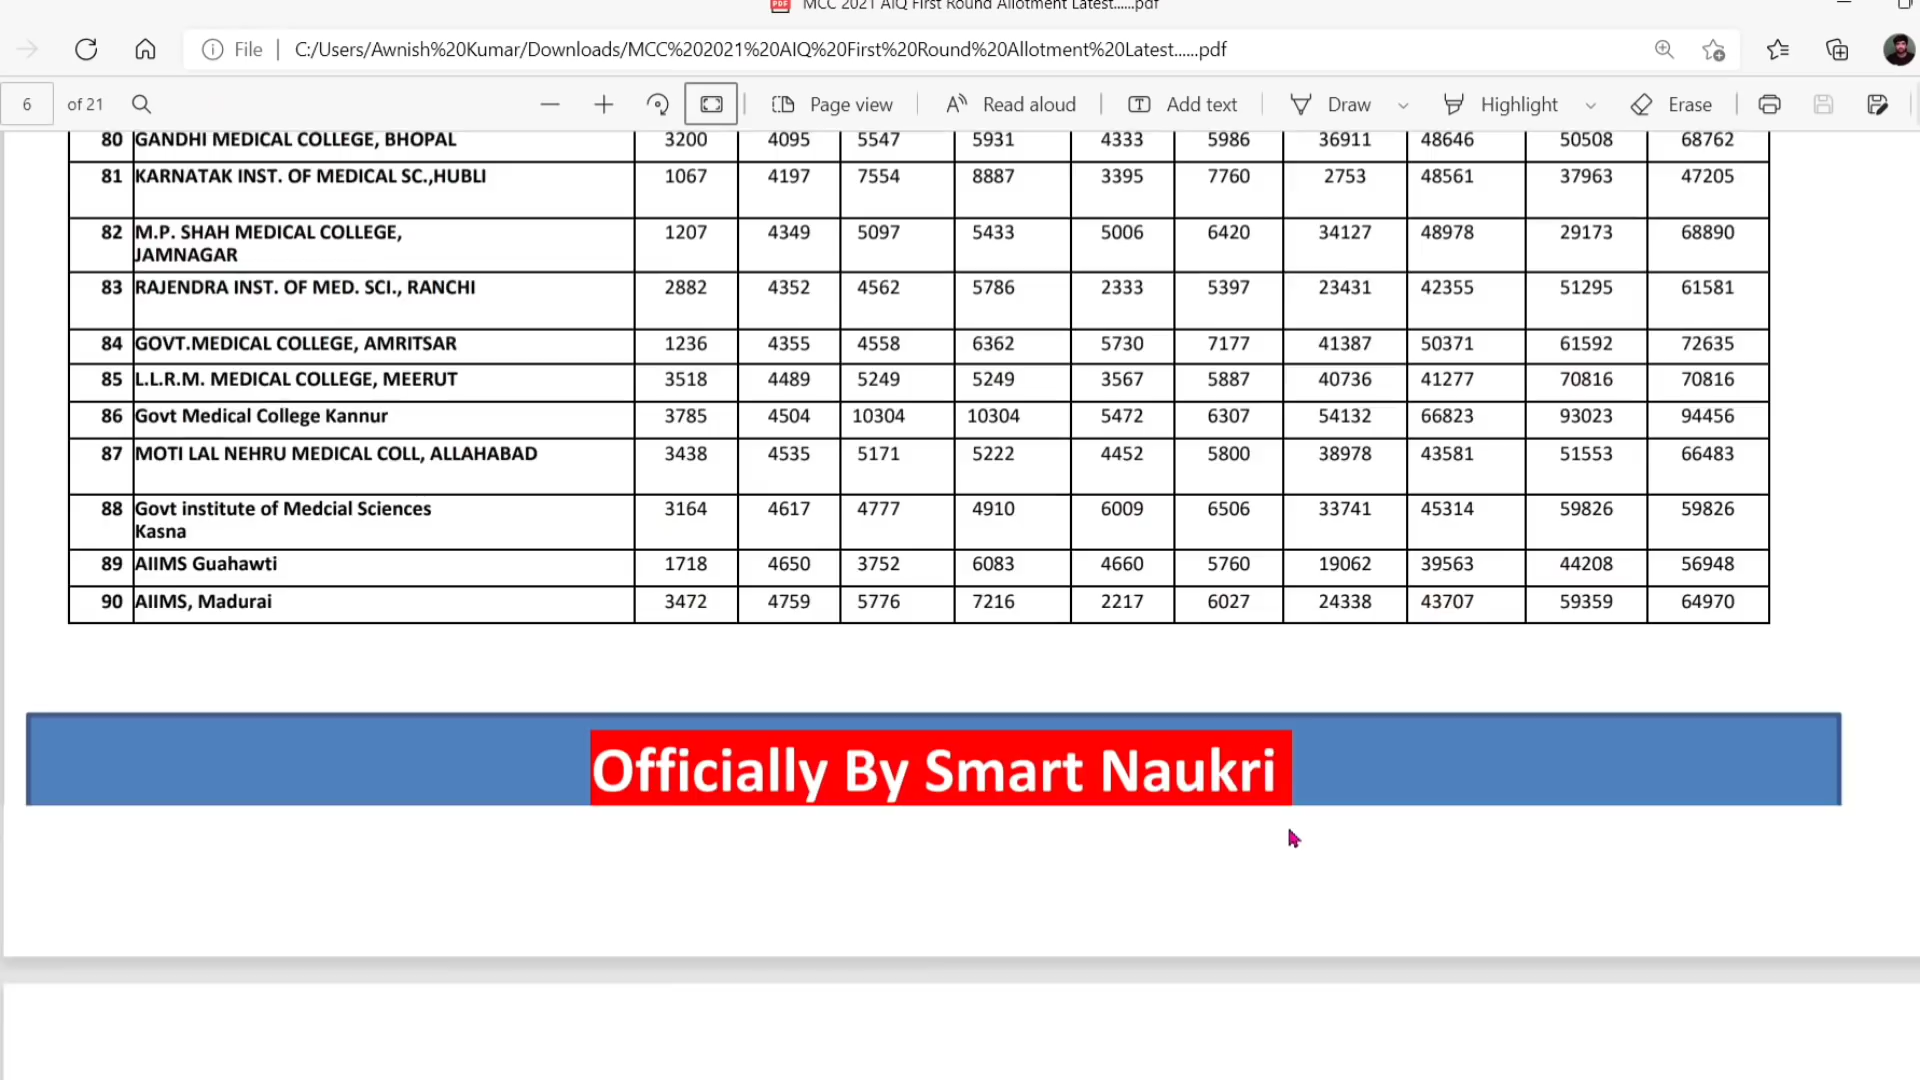 MCC 2021 AIQ First Round Allotment Latest......pdf
File | C:/Users/Awnish%20Kumar/Downloads/MCC%202021%20AIQ%20First%20Round%20Allotment%20Latest......pdf
6 of 21 Page view Read aloud Add text Draw Highlight Erase
80 GANDHI MEDICAL COLLEGE, BHOPAL 3200 4095 5547 5931 4333 5986 36911 48646 50508 68762
81 KARNATAK INST. OF MEDICAL SC.,HUBLI 1067 4197 7554 8887 3395 7760 2753 48561 37963 47205
82 M.P. SHAH MEDICAL COLLEGE, 1207 4349 5097 5433 5006 6420 34127 48978 29173 68890
JAMNAGAR
83 RAJENDRA INST. OF MED. SCI., RANCHI 2882 4352 4562 5786 2333 5397 23431 42355 51295 61581
84 GOVT.MEDICAL COLLEGE, AMRITSAR 1236 4355 4558 6362 5730 7177 41387 50371 61592 72635
85 L.L.R.M. MEDICAL COLLEGE, MEERUT 3518 4489 5249 5249 3567 5887 40736 41277 70816 70816
86 Govt Medical College Kannur 3785 4504 10304 10304 5472 6307 54132 66823 93023 94456
87 MOTI LAL NEHRU MEDICAL COLL, ALLAHABAD 3438 4535 5171 5222 4452 5800 38978 43581 51553 66483
88 Govt institute of Medcial Sciences 3164 4617 4777 4910 6009 6506 33741 45314 59826 59826
Kasna
89 AIIMS Guahawti 1718 4650 3752 6083 4660 5760 19062 39563 44208 56948
90 AIIMS, Madurai 3472 4759 5776 7216 2217 6027 24338 43707 59359 64970
Officially By Smart Naukri